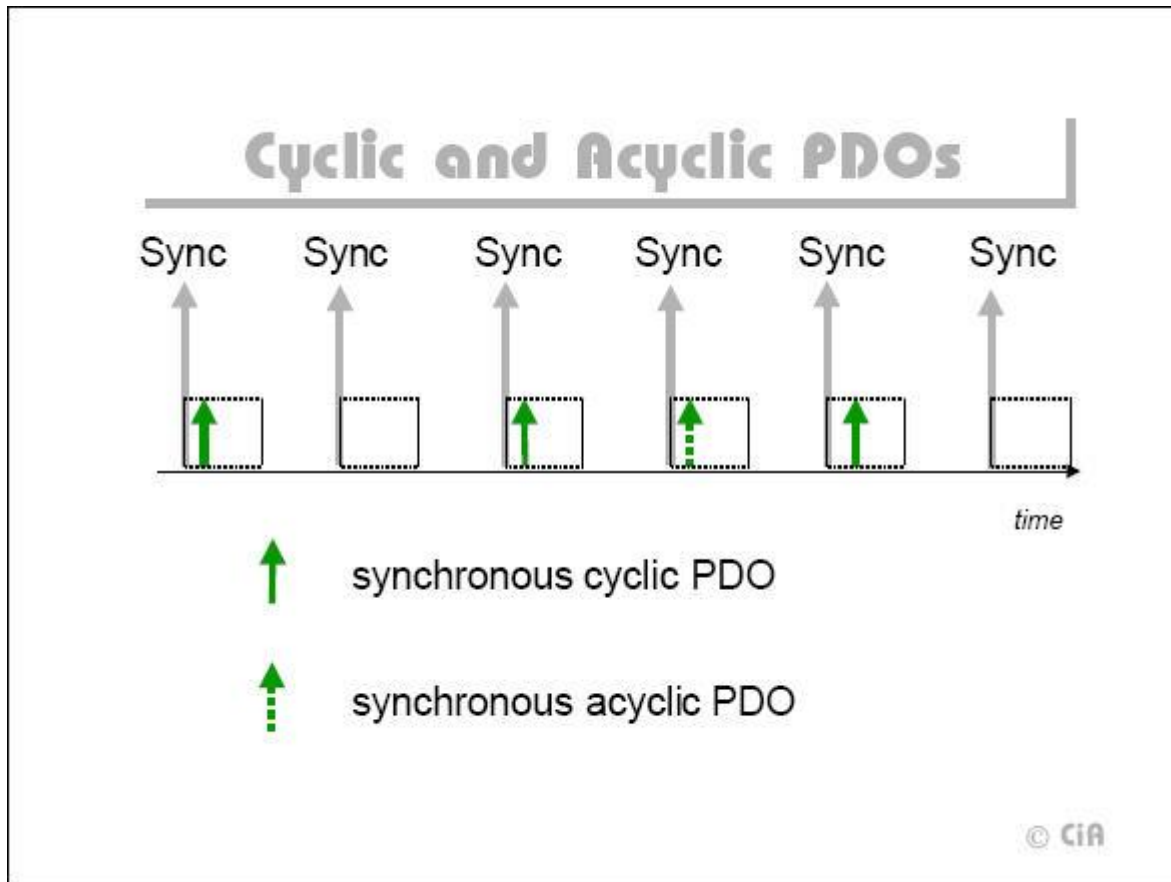 Cyclic and Acyclic PDOs
Sync Sync Sync Sync Sync Sync
time
synchronous cyclic PDO
synchronous acyclic PDO
© CiA